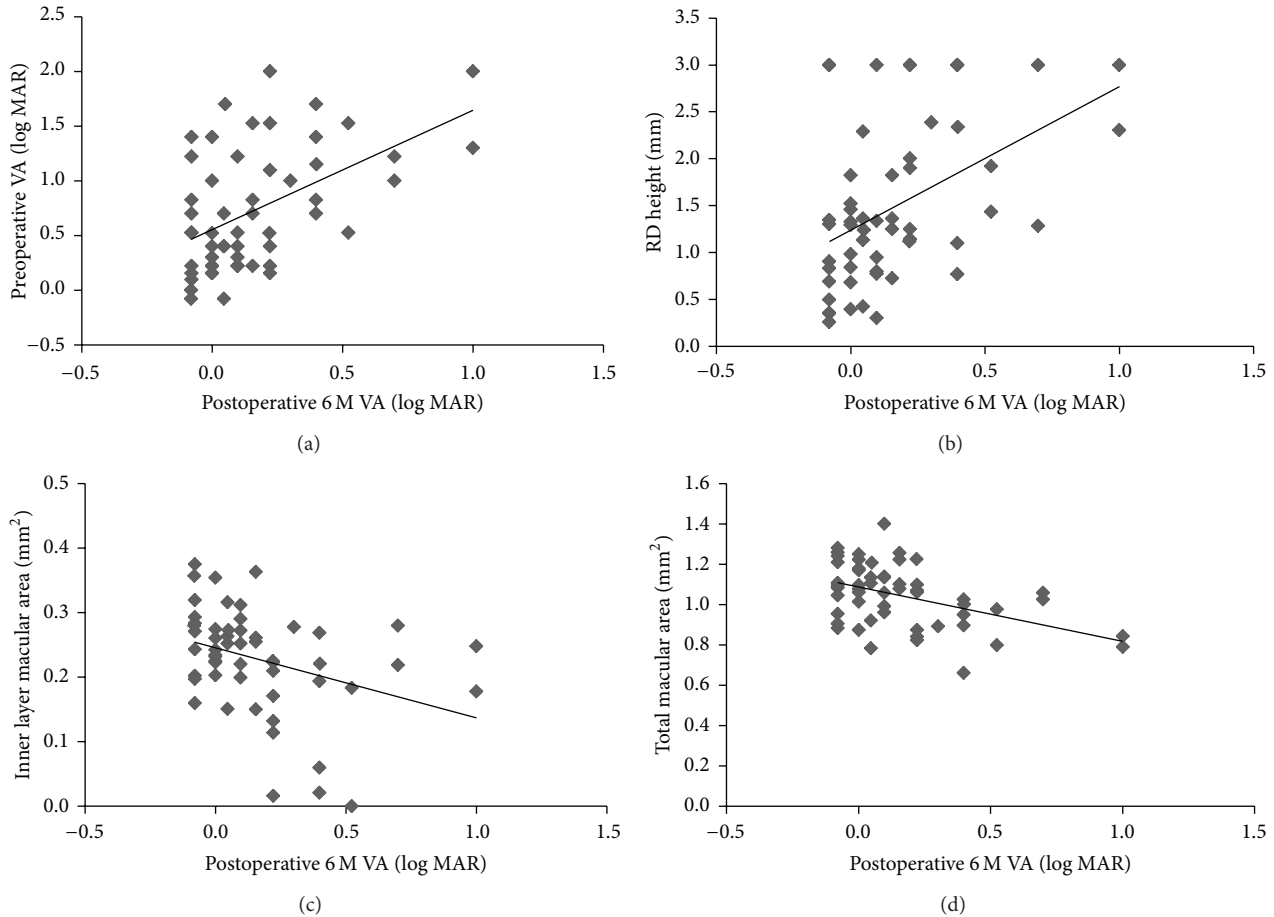 2.5
2.0
1.5
1.0
0.5
0.0
−0.5
Preoperative VA (log MAR)
−0.5 0.0 0.5 1.0 1.5
Postoperative 6 M VA (log MAR)
(a)
3.5
3.0
2.5
2.0
1.5
1.0
0.5
0.0
RD height (mm)
−0.5 0.0 0.5 1.0 1.5
Postoperative 6 M VA (log MAR)
(b)
0.5
0.4
0.3
0.2
0.1
0.0
Inner layer macular area (mm²)
−0.5 0.0 0.5 1.0 1.5
Postoperative 6 M VA (log MAR)
(c)
1.6
1.4
1.2
1.0
0.8
0.6
0.4
0.2
0.0
Total macular area (mm²)
−0.5 0.0 0.5 1.0 1.5
Postoperative 6 M VA (log MAR)
(d)